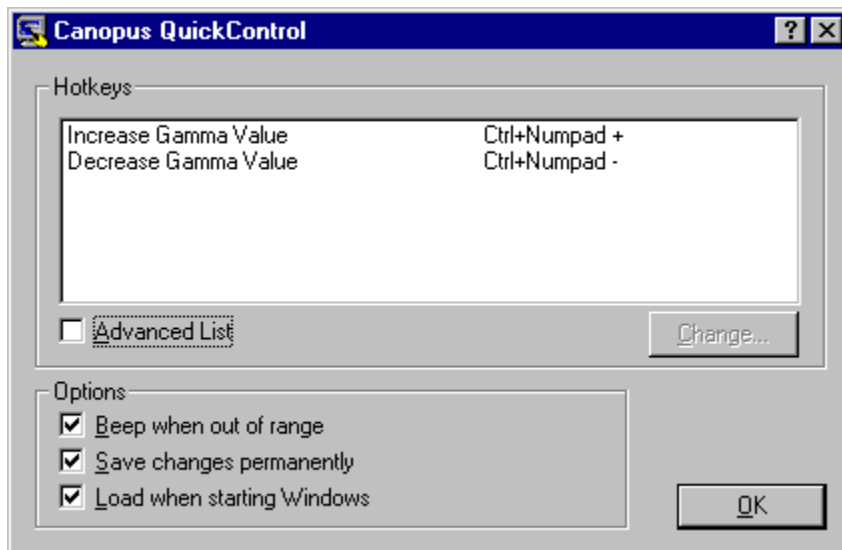 Canopus QuickControl
Hotkeys
Increase Gamma Value Ctrl+Numpad +
Decrease Gamma Value Ctrl+Numpad -
Advanced List
Change...
Options
Beep when out of range
Save changes permanently
Load when starting Windows
OK